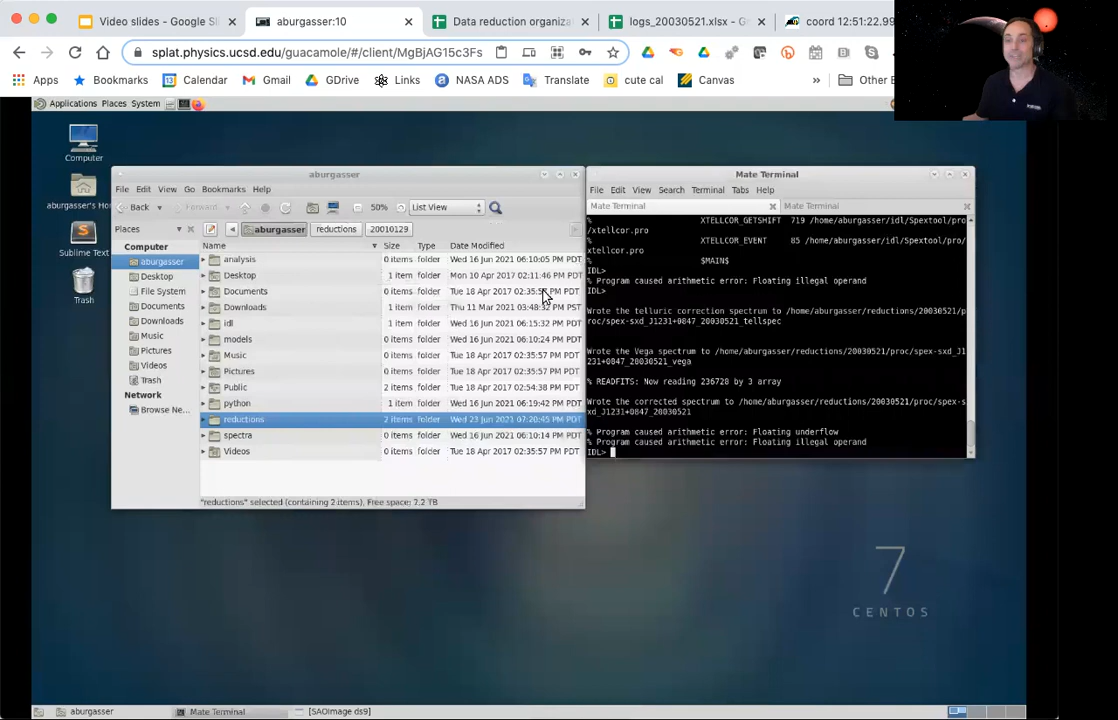 Video slides - Google Sl
aburgasser:10
Data reduction organiza
logs_20030521.xlsx - G
coord 12:51:22.99
splat.physics.ucsd.edu/guacamole/#/client/MgBjAG15c3Fs
Apps
Bookmarks
Calendar
Gmail
GDrive
Links
NASA ADS
Translate
cute cal
Canvas
»
Other B
Applications Places System
Computer
aburgasser's Ho
Sublime Text
Trash
aburgasser
File Edit View Go Bookmarks Help
Back
Forward
50%
List View
Places
aburgasser
reductions
20010129
Computer
aburgasser
Desktop
File System
Documents
Downloads
Music
Pictures
Videos
Trash
Network
Browse Ne...
Name Size Type Date Modified
analysis 0 items folder Wed 16 Jun 2021 06:10:05 PM PDT
Desktop 1 item folder Mon 10 Apr 2017 02:11:46 PM PDT
Documents 0 items folder Tue 18 Apr 2017 02:35:57 PM PDT
Downloads 1 item folder Thu 11 Mar 2021 03:48:32 PM PST
idl 1 item folder Wed 16 Jun 2021 06:15:32 PM PDT
models 0 items folder Wed 16 Jun 2021 06:10:24 PM PDT
Music 0 items folder Tue 18 Apr 2017 02:35:57 PM PDT
Pictures 0 items folder Tue 18 Apr 2017 02:35:57 PM PDT
Public 2 items folder Tue 18 Apr 2017 02:54:38 PM PDT
python 1 item folder Wed 16 Jun 2021 06:19:42 PM PDT
reductions 2 items folder Wed 23 Jun 2021 07:20:45 PM PDT
spectra 0 items folder Wed 16 Jun 2021 06:10:14 PM PDT
Videos 0 items folder Tue 18 Apr 2017 02:35:57 PM PDT
"reductions" selected (containing 2 items), Free space: 7.2 TB
Mate Terminal
File Edit View Search Terminal Tabs Help
Mate Terminal
Mate Terminal
% XTELLCOR_GETSHIFT 719 /home/aburgasser/idl/Spextool/pro
/xtellcor.pro
% XTELLCOR_EVENT 85 /home/aburgasser/idl/Spextool/pro/
xtellcor.pro
% $MAIN$
IDL>
% Program caused arithmetic error: Floating illegal operand
IDL>
Wrote the telluric correction spectrum to /home/aburgasser/reductions/20030521/p
roc/spex-sxd_J1231+0847_20030521_tellspec
Wrote the Vega spectrum to /home/aburgasser/reductions/20030521/proc/spex-sxd_J1
231+0847_20030521_vega
% READFITS: Now reading 236728 by 3 array
Wrote the corrected spectrum to /home/aburgasser/reductions/20030521/proc/spex-s
xd_J1231+0847_20030521
% Program caused arithmetic error: Floating underflow
% Program caused arithmetic error: Floating illegal operand
IDL>
7
CENTOS
aburgasser
Mate Terminal
[SAOImage ds9]